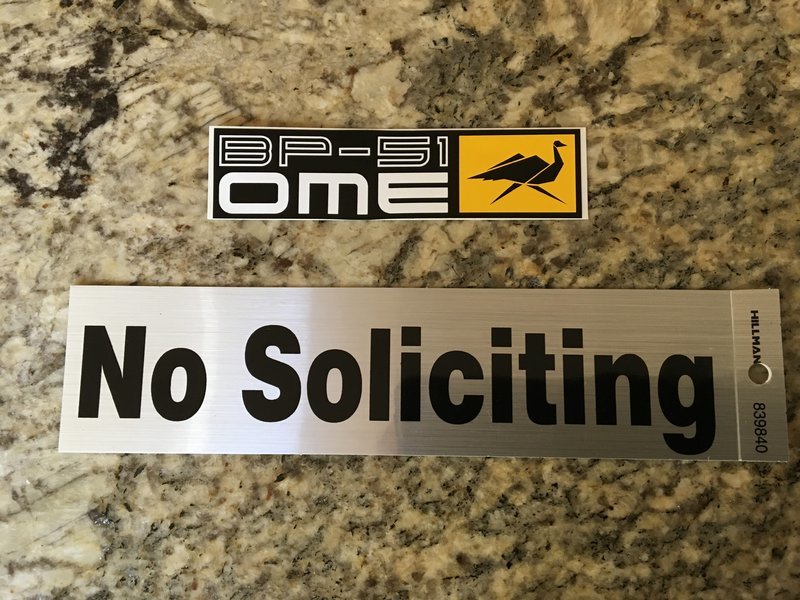 BP-51
OME
No Soliciting
HILLMAN
839840